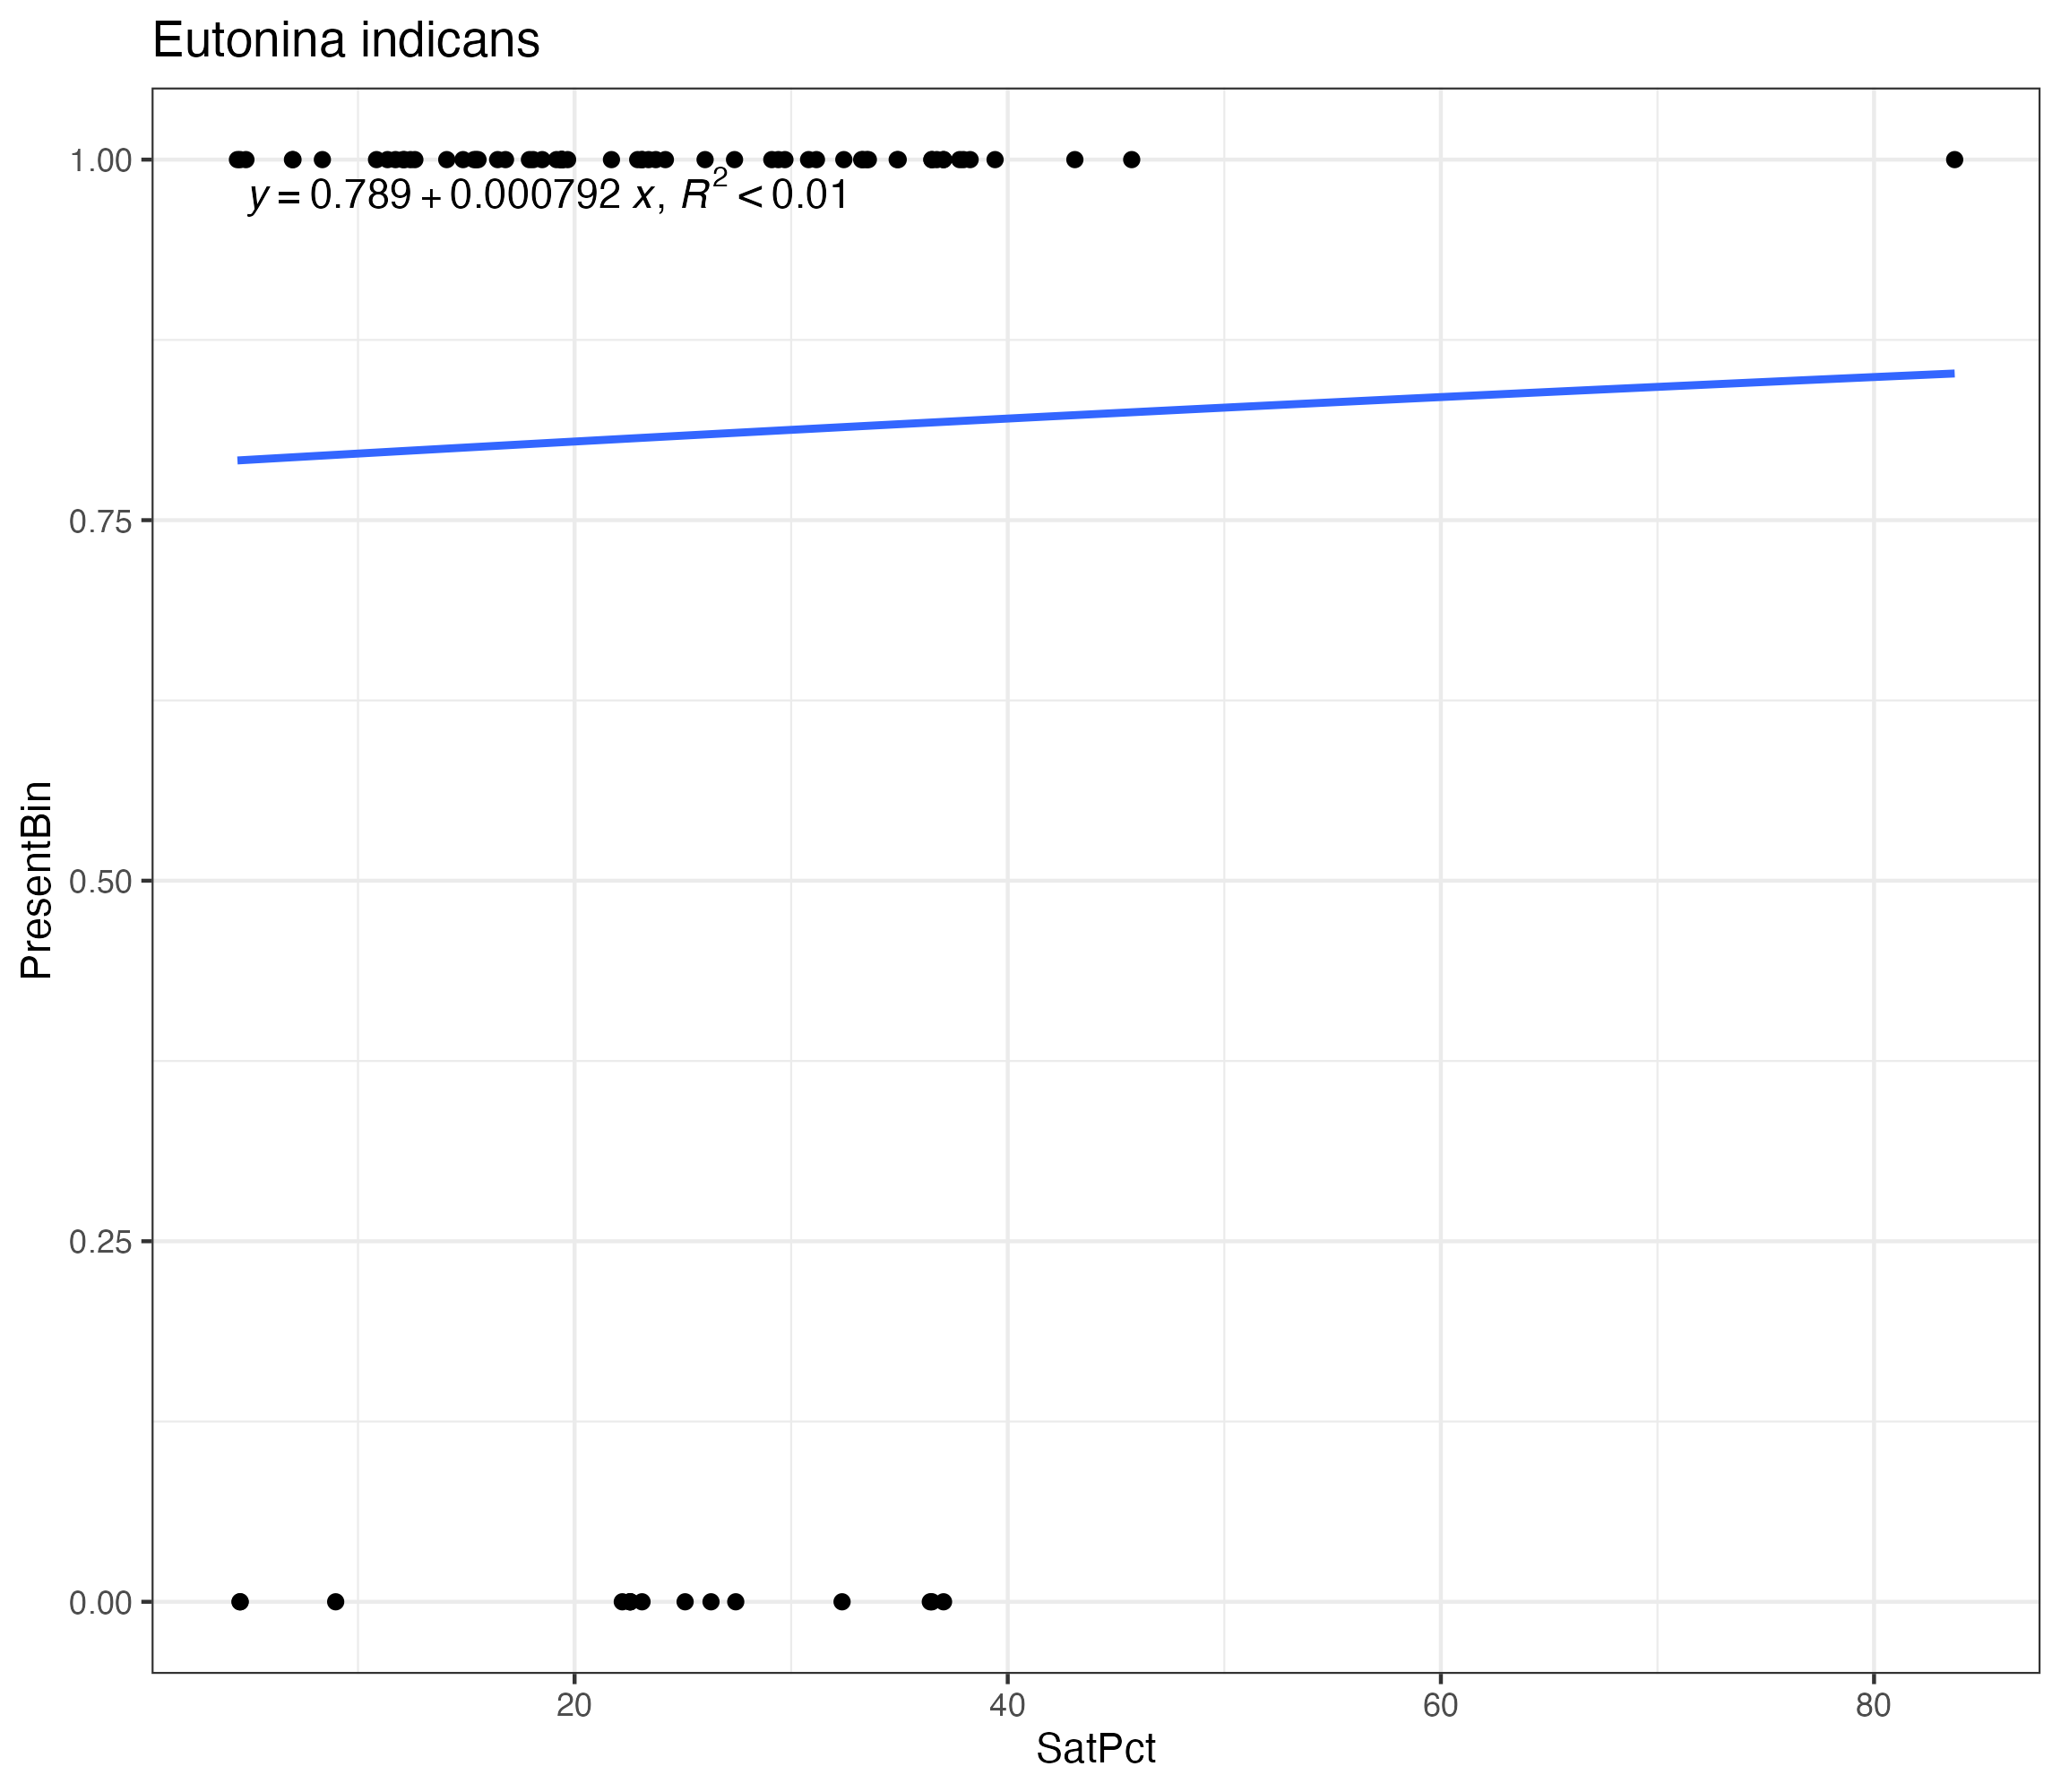 Eutonina indicans
1.00
y = 0.789 + 0.000792 x, R² < 0.01
0.75
PresentBin
0.50
0.25
0.00
20 40 60 80
SatPct